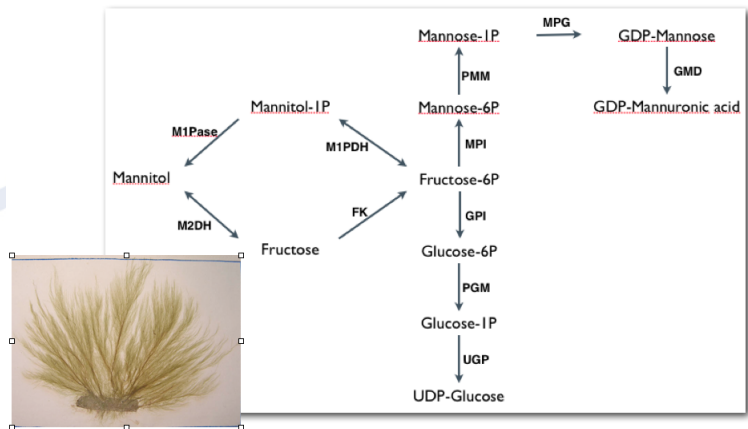 MPG
Mannose-1P
GDP-Mannose
PMM
GMD
Mannitol-1P
Mannose-6P
GDP-Mannuronic acid
M1Pase
M1PDH
MPI
Mannitol
Fructose-6P
M2DH
FK
GPI
Fructose
Glucose-6P
PGM
Glucose-1P
UGP
UDP-Glucose